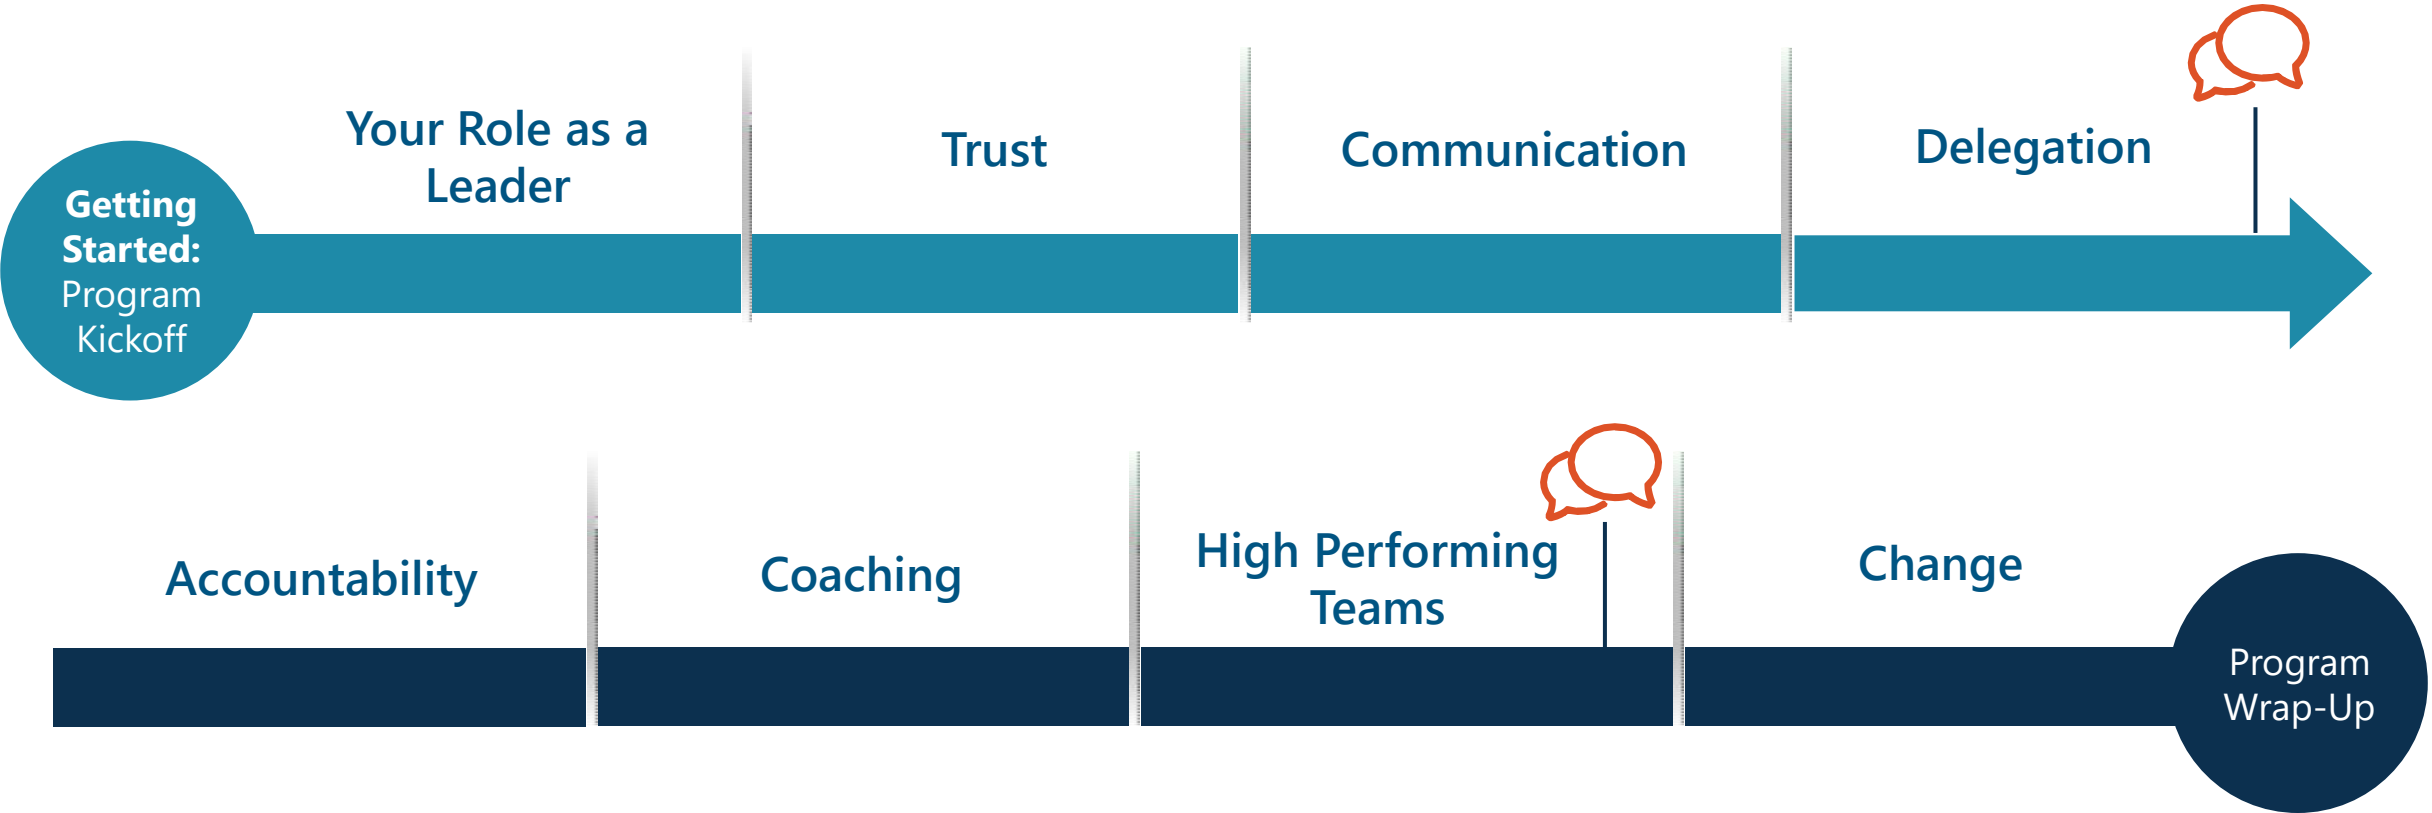 Getting
Started:
Program
Kickoff
Your Role as a
Leader
Trust
Communication
Delegation
Accountability
Coaching
High Performing
Teams
Change
Program
Wrap-Up